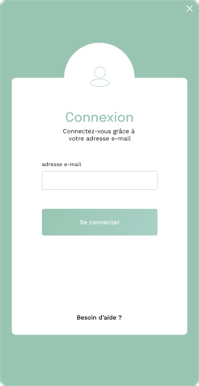 Connexion
Connectez-vous grâce à
votre adresse e-mail
adresse e-mail
Se connecter
Besoin d'aide ?